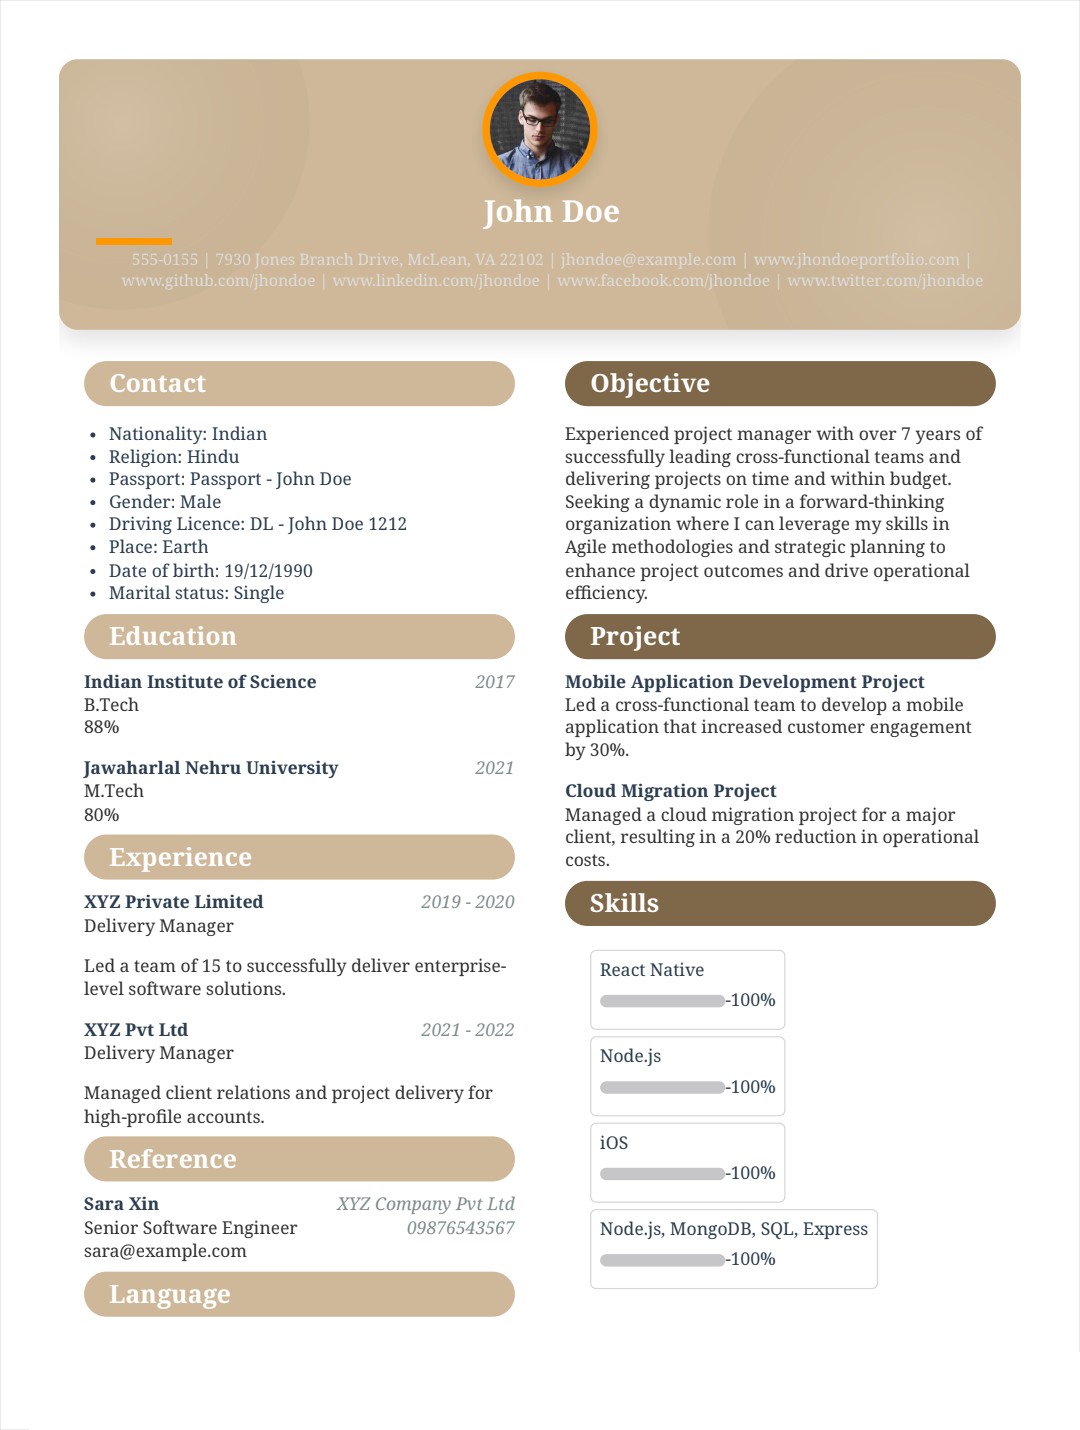 John Doe
555-0155 | 7930 Jones Branch Drive, McLean, VA 22102 | jhondoe@example.com | www.jhondoeportfolio.com |
www.github.com/jhondoe | www.linkedin.com/jhondoe | www.facebook.com/jhondoe | www.twitter.com/jhondoe
Contact
• Nationality: Indian
• Religion: Hindu
• Passport: Passport - John Doe
• Gender: Male
• Driving Licence: DL - John Doe 1212
• Place: Earth
• Date of birth: 19/12/1990
• Marital status: Single
Education
Indian Institute of Science 2017
B.Tech
88%
Jawaharlal Nehru University 2021
M.Tech
80%
Experience
XYZ Private Limited 2019 - 2020
Delivery Manager
Led a team of 15 to successfully deliver enterprise-
level software solutions.
XYZ Pvt Ltd 2021 - 2022
Delivery Manager
Managed client relations and project delivery for
high-profile accounts.
Reference
Sara Xin XYZ Company Pvt Ltd
Senior Software Engineer 09876543567
sara@example.com
Language
Objective
Experienced project manager with over 7 years of
successfully leading cross-functional teams and
delivering projects on time and within budget.
Seeking a dynamic role in a forward-thinking
organization where I can leverage my skills in
Agile methodologies and strategic planning to
enhance project outcomes and drive operational
efficiency.
Project
Mobile Application Development Project
Led a cross-functional team to develop a mobile
application that increased customer engagement
by 30%.
Cloud Migration Project
Managed a cloud migration project for a major
client, resulting in a 20% reduction in operational
costs.
Skills
React Native
-100%
Node.js
-100%
iOS
-100%
Node.js, MongoDB, SQL, Express
-100%